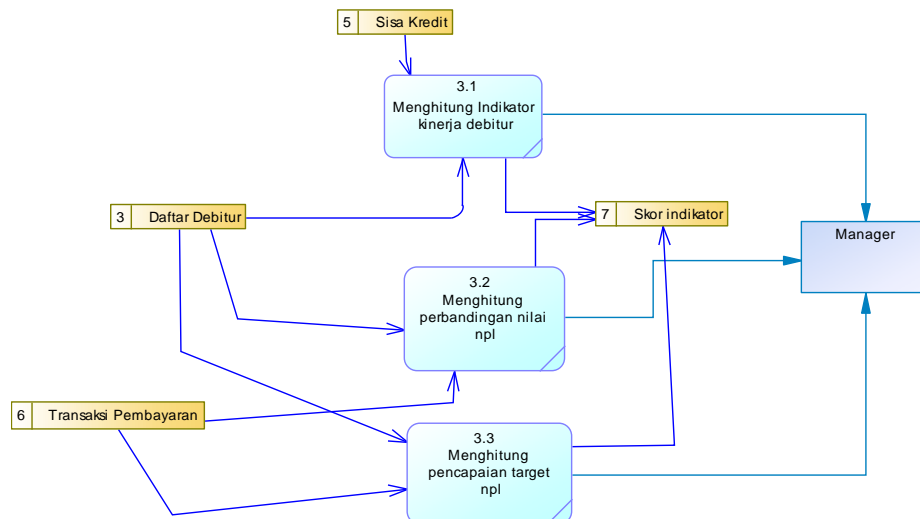 5 Sisa Kredit
3.1
Menghitung Indikator
kinerja debitur
3 Daftar Debitur
7 Skor indikator
Manager
3.2
Menghitung
perbandingan nilai
npl
6 Transaksi Pembayaran
3.3
Menghitung
pencapaian target
npl